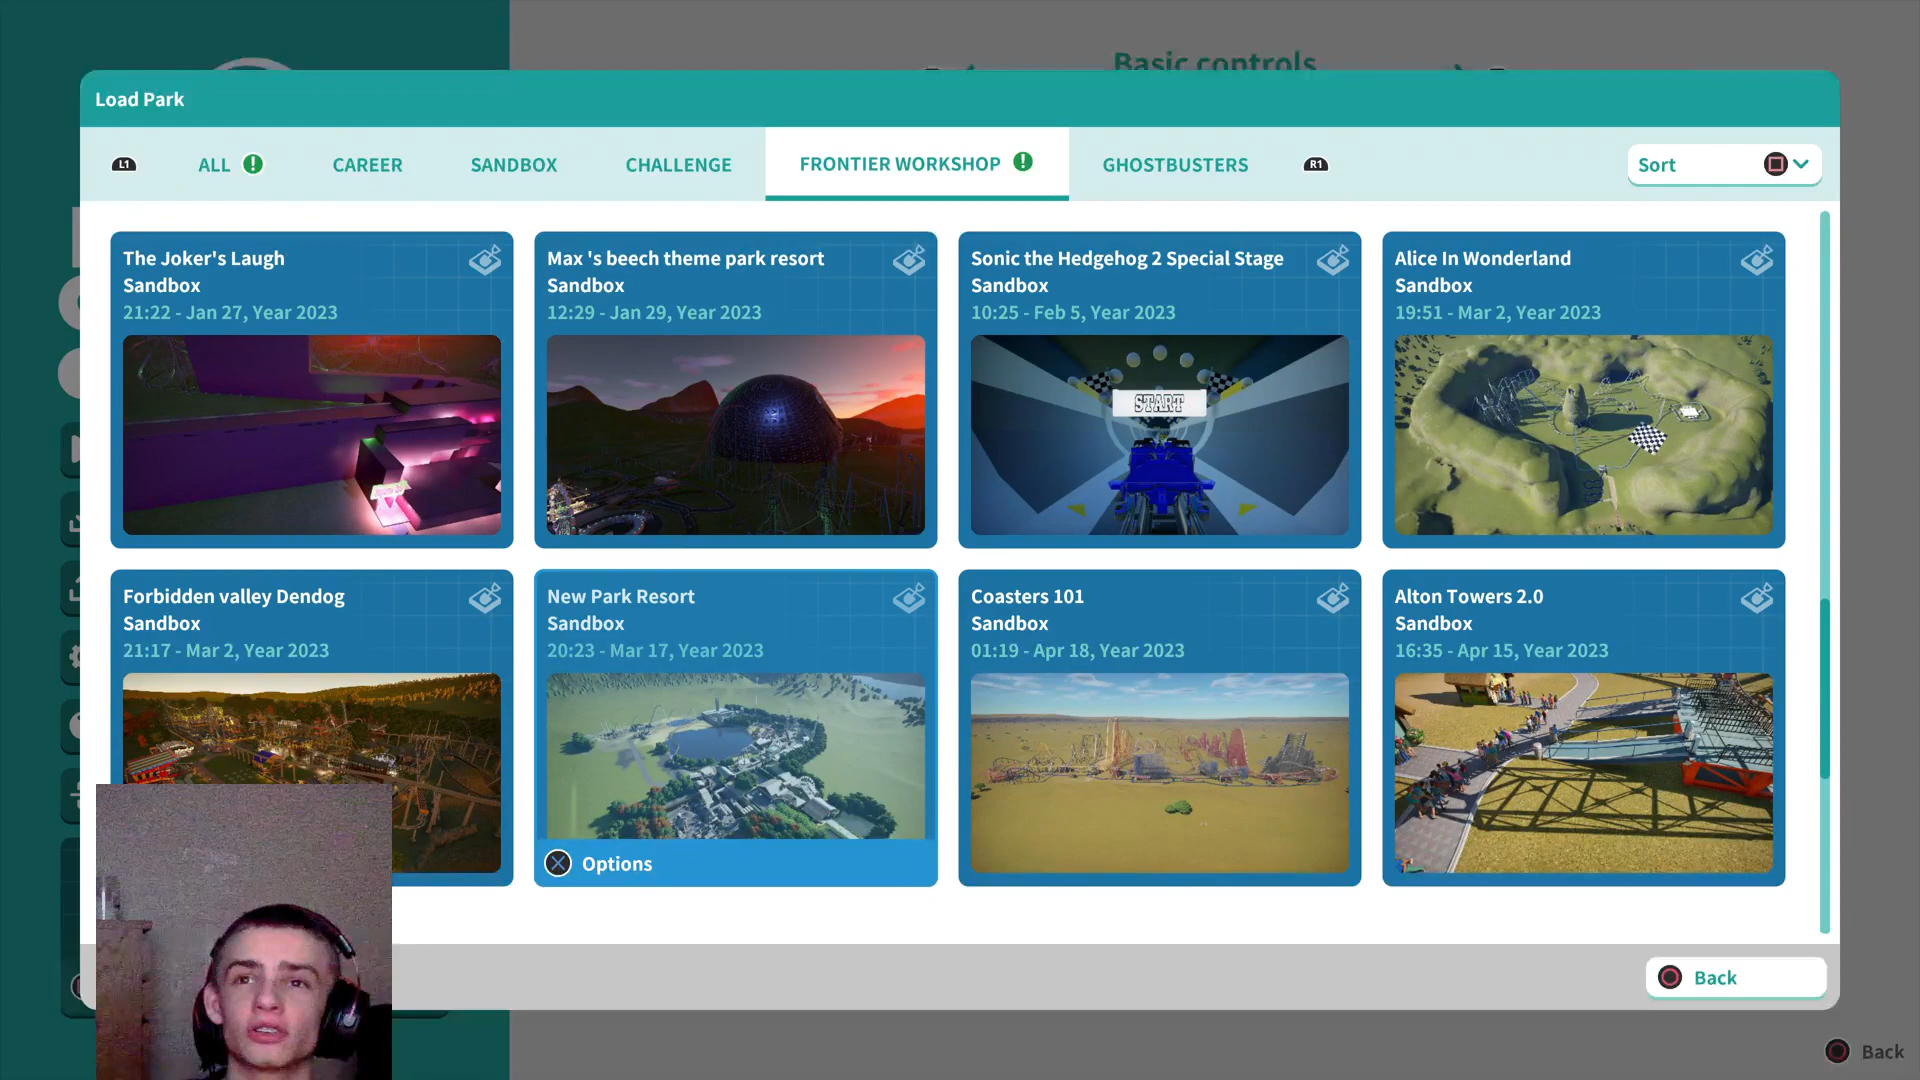 Basic controls
Load Park
L1
ALL !
CAREER
SANDBOX
CHALLENGE
FRONTIER WORKSHOP !
GHOSTBUSTERS
R1
Sort
The Joker's Laugh
Sandbox
21:22 - Jan 27, Year 2023
Max 's beech theme park resort
Sandbox
12:29 - Jan 29, Year 2023
Sonic the Hedgehog 2 Special Stage
Sandbox
10:25 - Feb 5, Year 2023
START
Alice In Wonderland
Sandbox
19:51 - Mar 2, Year 2023
Forbidden valley Dendog
Sandbox
21:17 - Mar 2, Year 2023
New Park Resort
Sandbox
20:23 - Mar 17, Year 2023
Options
Coasters 101
Sandbox
01:19 - Apr 18, Year 2023
Alton Towers 2.0
Sandbox
16:35 - Apr 15, Year 2023
Back
Back